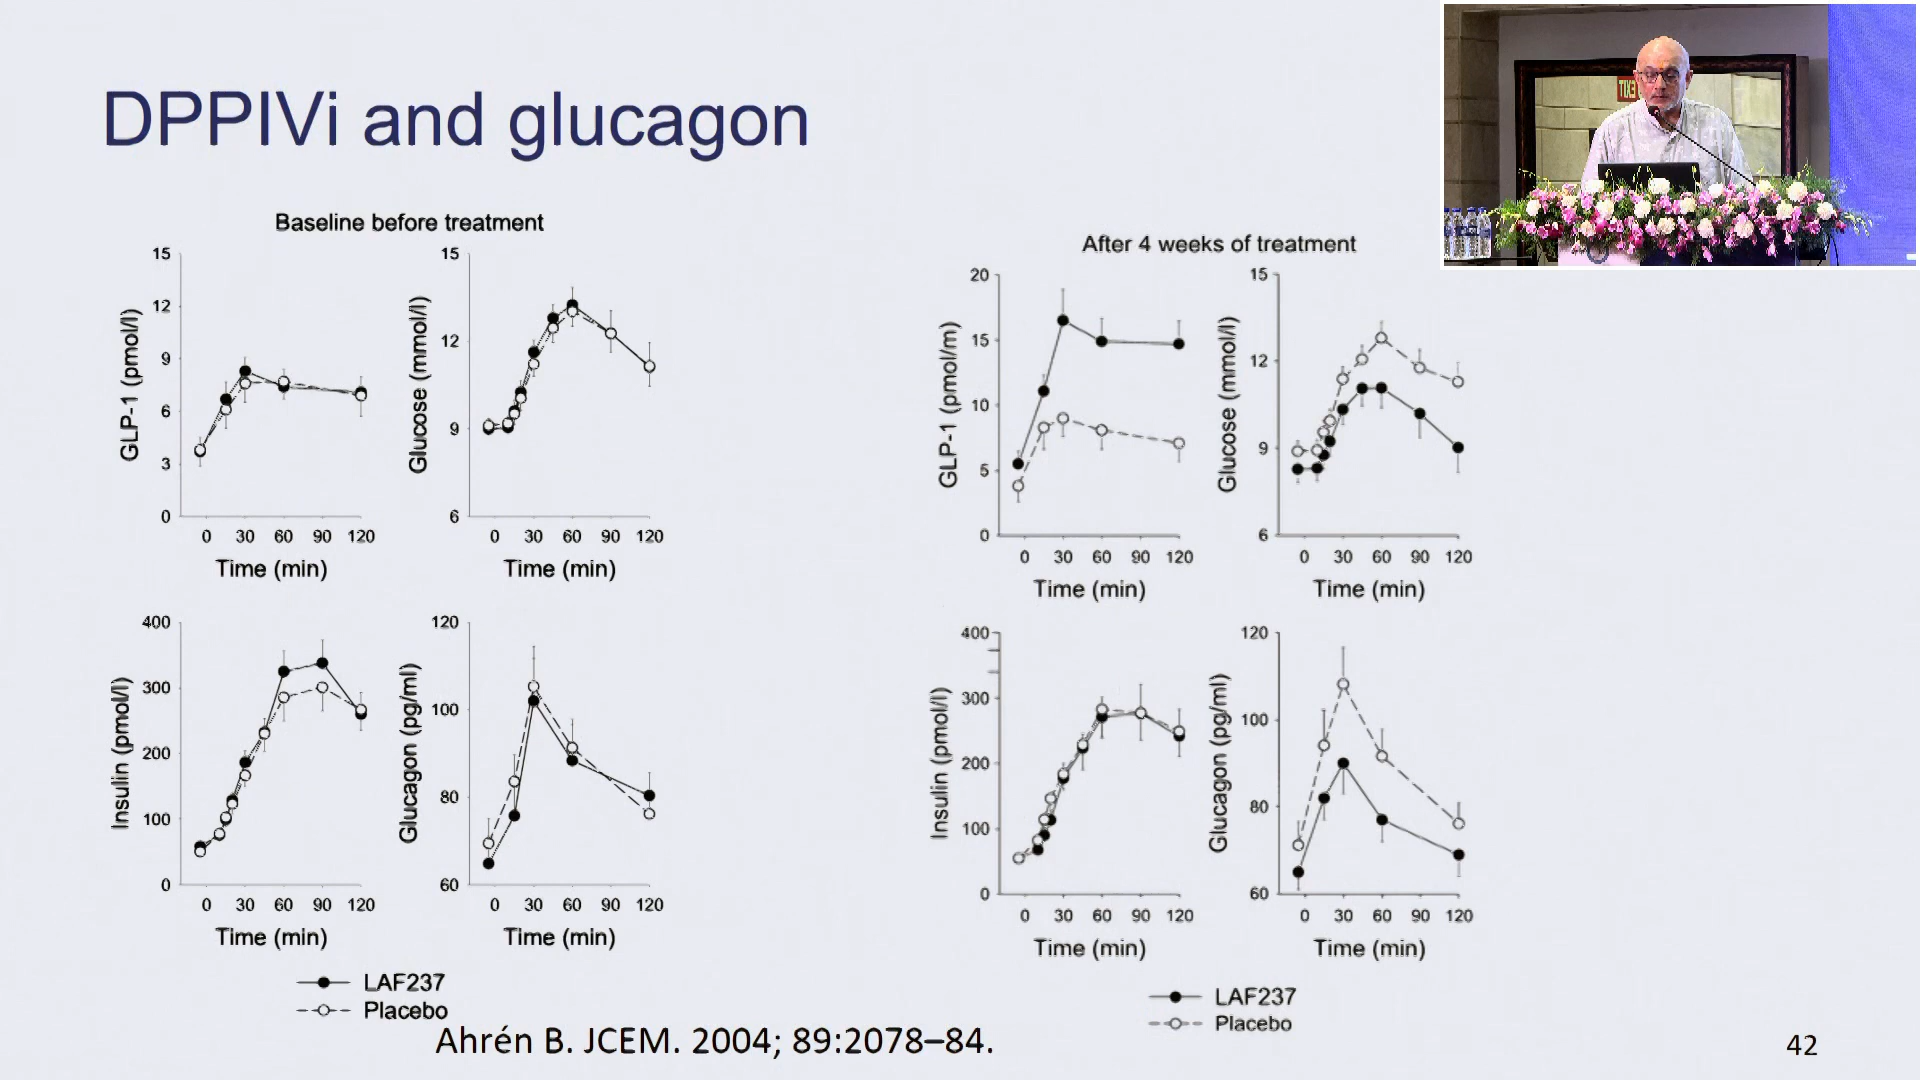 DPPIVi and glucagon
Baseline before treatment
15
12
9
6
3
0
GLP-1 (pmol/l)
0 30 60 90 120
Time (min)
15
12
9
6
Glucose (mmol/l)
0 30 60 90 120
Time (min)
400
300
200
100
0
Insulin (pmol/l)
0 30 60 90 120
Time (min)
120
100
80
60
Glucagon (pg/ml)
0 30 60 90 120
Time (min)
LAF237
Placebo
After 4 weeks of treatment
20
15
10
5
0
GLP-1 (pmol/m)
0 30 60 90 120
Time (min)
15
12
9
6
Glucose (mmol/l)
0 30 60 90 120
Time (min)
400
300
200
100
0
Insulin (pmol/l)
0 30 60 90 120
Time (min)
120
100
80
60
Glucagon (pg/ml)
0 30 60 90 120
Time (min)
LAF237
Placebo
Ahrén B. JCEM. 2004; 89:2078–84.
42
EXIT